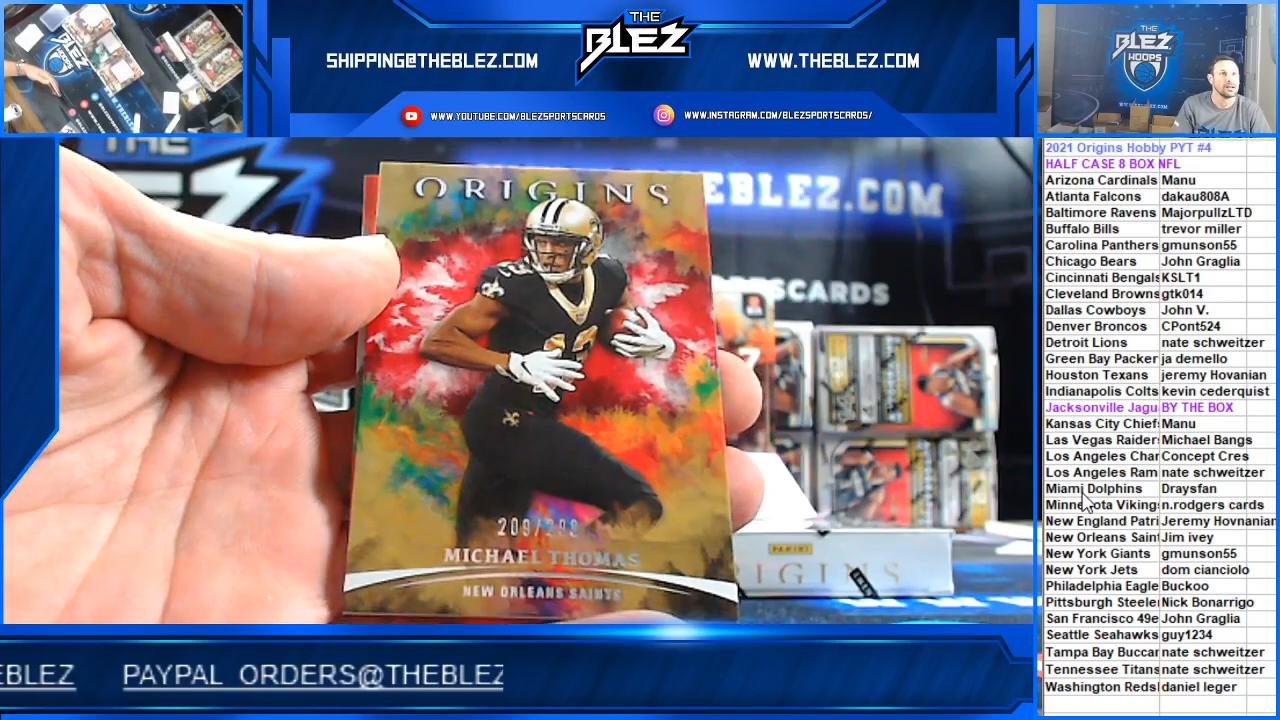 THE
BLEZ
SHIPPING@THEBLEZ.COM
WWW.THEBLEZ.COM
WWW.YOUTUBE.COM/BLEZSPORTSCARDS
WWW.INSTAGRAM.COM/BLEZSPORTSCARDS/
BLEZ
HOOPS
2021 Origins Hobby PYT #4
HALF CASE 8 BOX NFL
Arizona Cardinals Manu
Atlanta Falcons dakau808A
Baltimore Ravens MajorpullzLTD
Buffalo Bills trevor miller
Carolina Panthers gmunson55
Chicago Bears John Graglia
Cincinnati Bengals KSLT1
Cleveland Browns gtk014
Dallas Cowboys John V.
Denver Broncos CPont524
Detroit Lions nate schweitzer
Green Bay Packer ja demello
Houston Texans jeremy Hovanian
Indianapolis Colts kevin cederquist
Jacksonville Jagu BY THE BOX
Kansas City Chief Manu
Las Vegas Raider Michael Bangs
Los Angeles Char Concept Cres
Los Angeles Ram nate schweitzer
Miami Dolphins Draysfan
Minnesota Viking n.rodgers cards
New England Patri Jeremy Hovnanian
New Orleans Saint Jim ivey
New York Giants gmunson55
New York Jets dom cianciolo
Philadelphia Eagle Buckoo
Pittsburgh Steeler Nick Bonarrigo
San Francisco 49e John Graglia
Seattle Seahawks guy1234
Tampa Bay Buccar nate schweitzer
Tennessee Titans nate schweitzer
Washington Reds daniel leger
THE
EBLEZ.COM
SCARDS
ORIGINS
209/299
MICHAEL THOMAS
NEW ORLEANS SAINTS
PANINI
IGINS
EBLEZ PAYPAL ORDERS@THEBLEZ